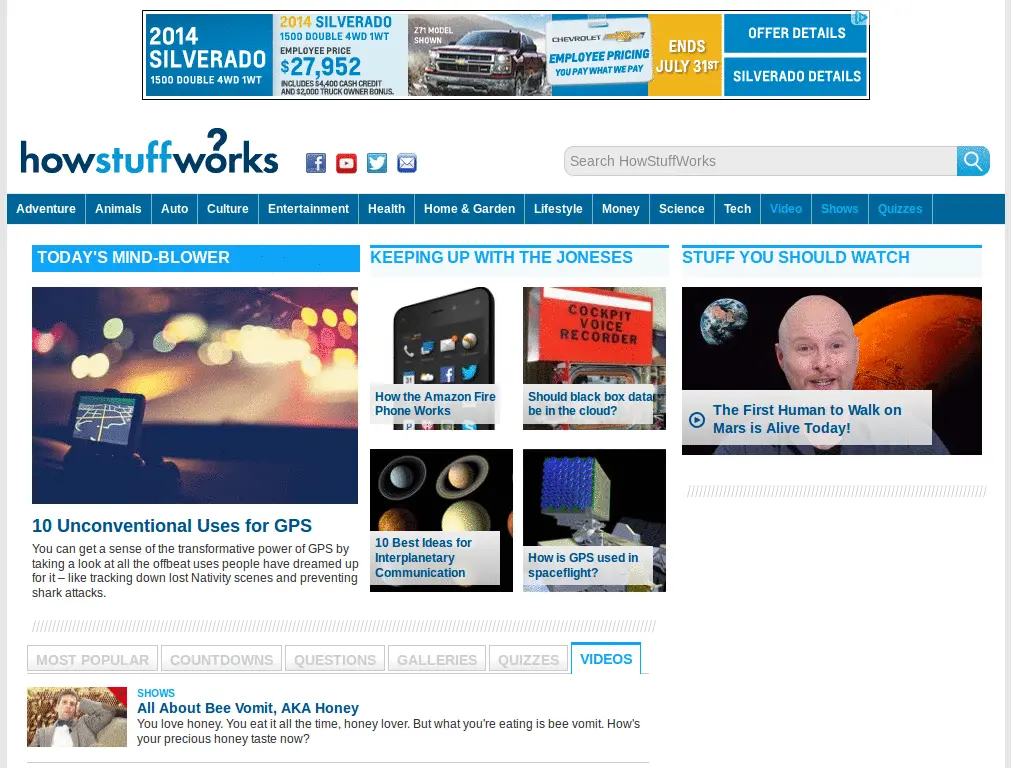 2014
SILVERADO
1500 DOUBLE 4WD 1WT
2014 SILVERADO
1500 DOUBLE 4WD 1WT
EMPLOYEE PRICE
$27,952
INCLUDES $4,400 CASH CREDIT
AND $2,000 TRUCK OWNER BONUS.
Z71 MODEL
SHOWN
CHEVROLET
EMPLOYEE PRICING
YOU PAY WHAT WE PAY
ENDS
JULY 31ST
OFFER DETAILS
SILVERADO DETAILS
howstuffworks
Search HowStuffWorks
Adventure Animals Auto Culture Entertainment Health Home & Garden Lifestyle Money Science Tech Video Shows Quizzes
TODAY'S MIND-BLOWER
10 Unconventional Uses for GPS
You can get a sense of the transformative power of GPS by
taking a look at all the offbeat uses people have dreamed up
for it – like tracking down lost Nativity scenes and preventing
shark attacks.
KEEPING UP WITH THE JONESES
How the Amazon Fire
Phone Works
COCKPIT
VOICE
RECORDER
Should black box data
be in the cloud?
10 Best Ideas for
Interplanetary
Communication
How is GPS used in
spaceflight?
STUFF YOU SHOULD WATCH
The First Human to Walk on
Mars is Alive Today!
MOST POPULAR COUNTDOWNS QUESTIONS GALLERIES QUIZZES VIDEOS
SHOWS
All About Bee Vomit, AKA Honey
You love honey. You eat it all the time, honey lover. But what you're eating is bee vomit. How's
your precious honey taste now?